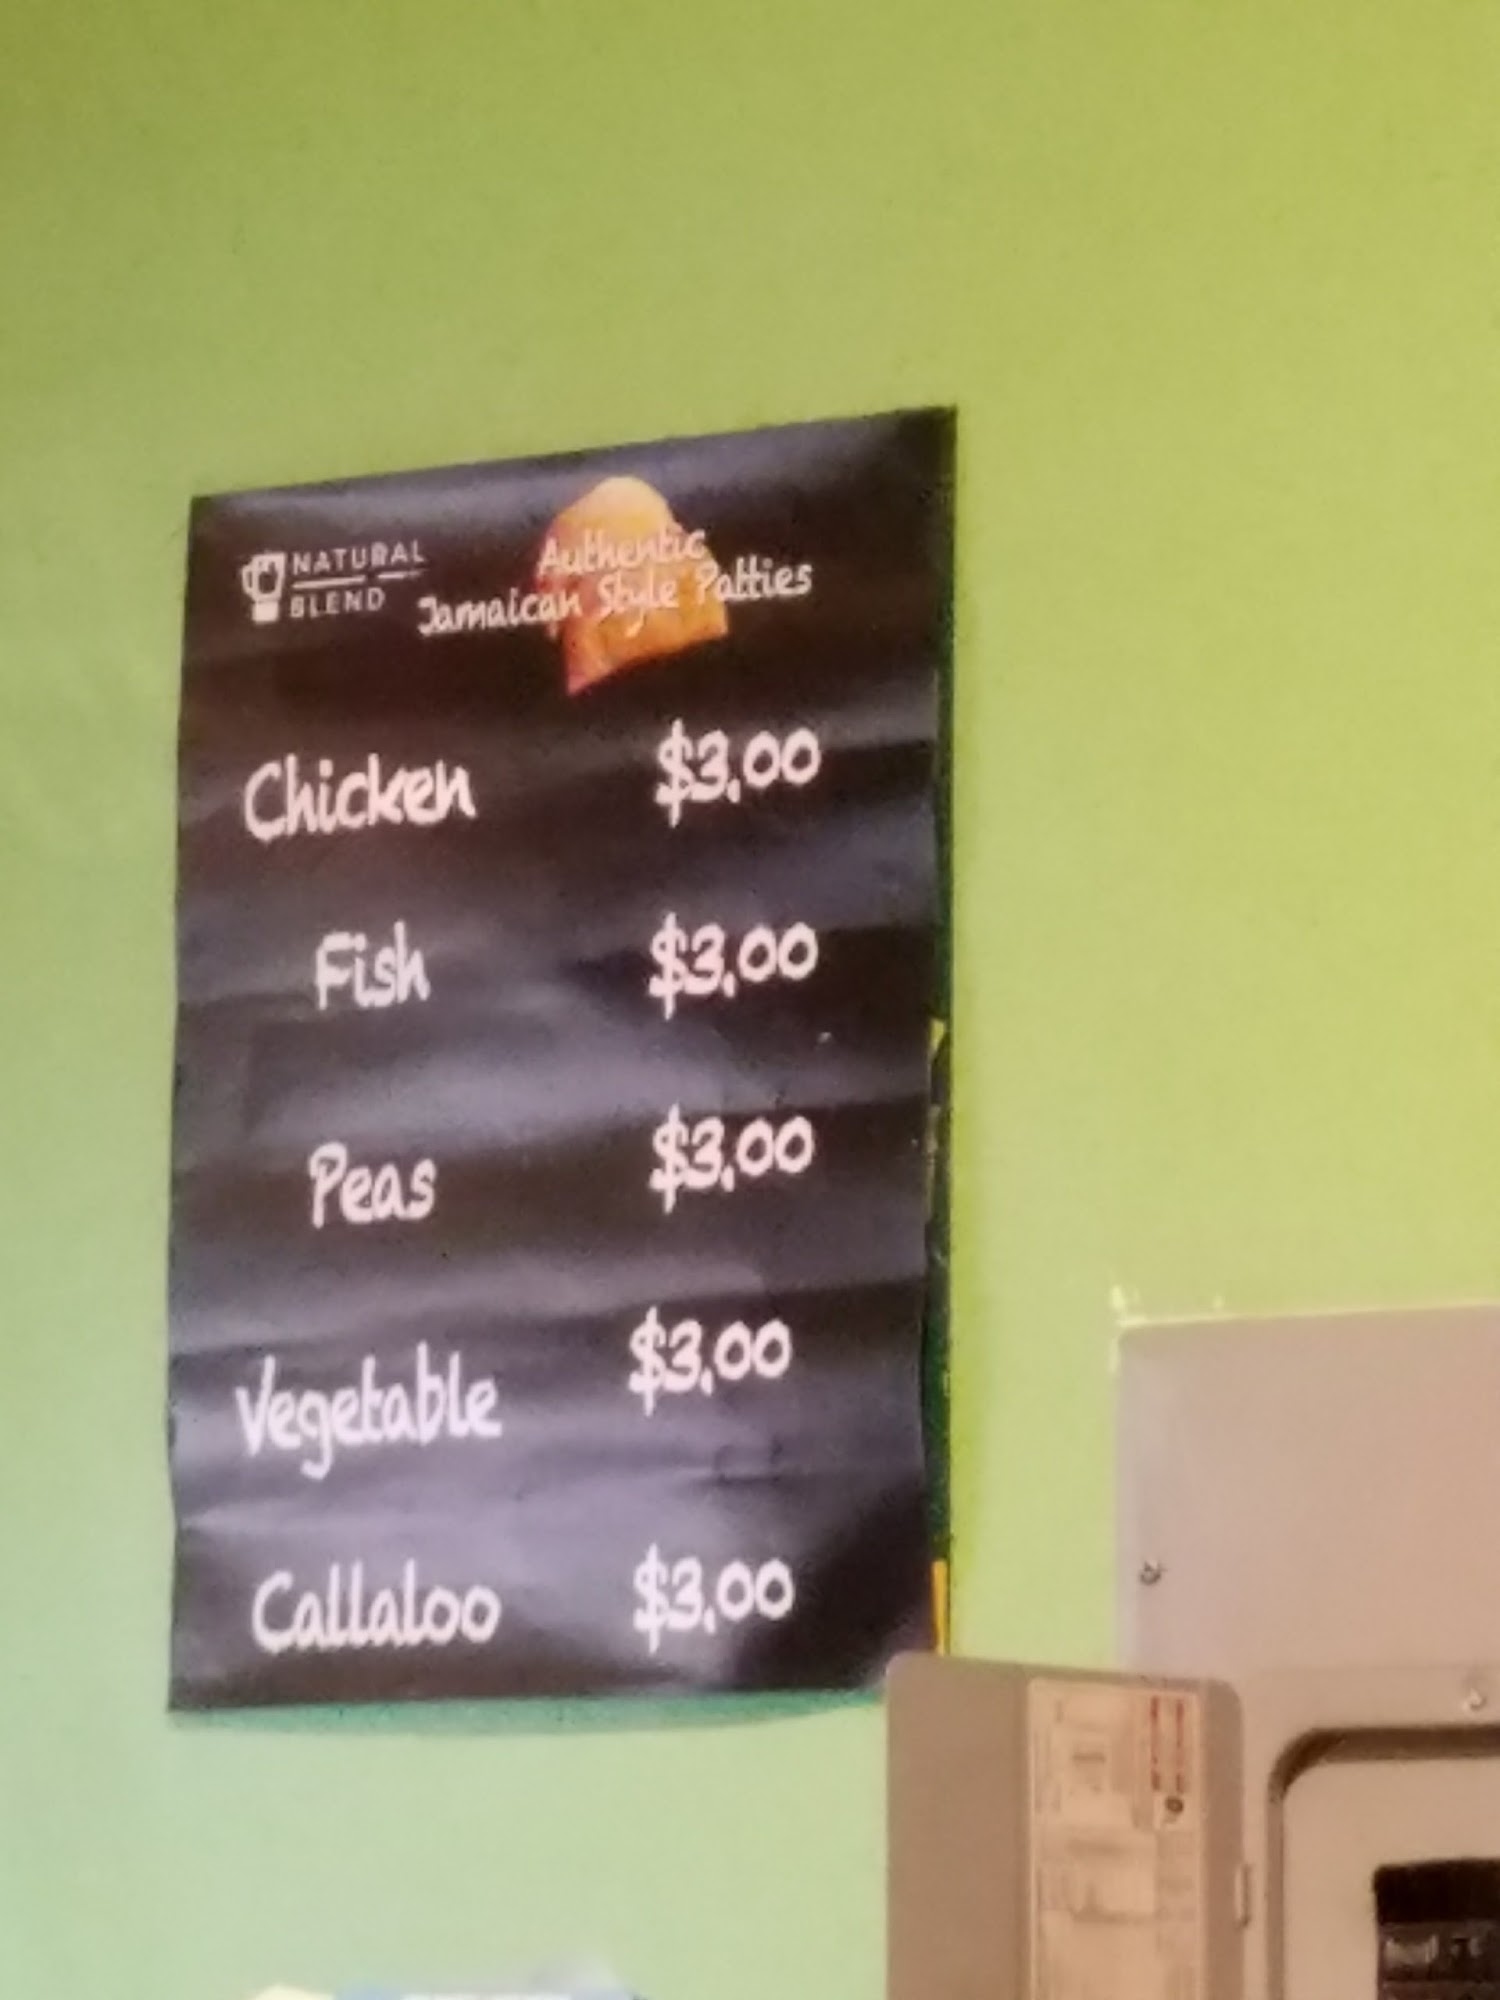 NATURAL
BLEND
Authentic
Jamaican Style Patties
Chicken $3.00
Fish $3.00
Peas $3.00
Vegetable $3.00
Callaloo $3.00